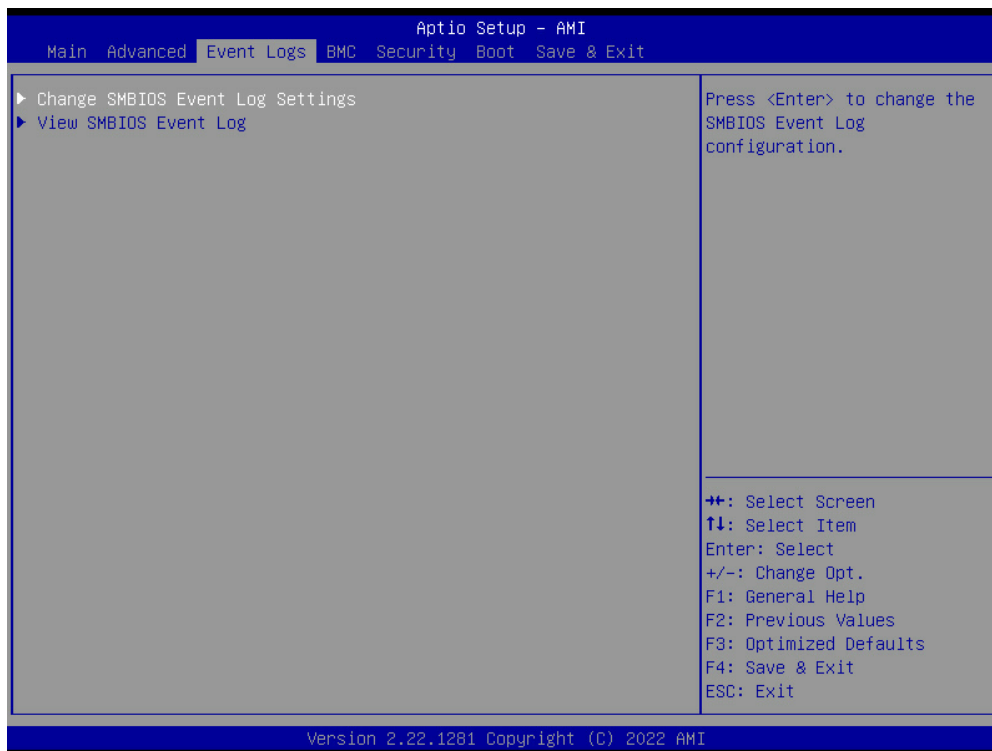 Aptio Setup – AMI
Main Advanced Event Logs BMC Security Boot Save & Exit
▶ Change SMBIOS Event Log Settings
▶ View SMBIOS Event Log
Press <Enter> to change the
SMBIOS Event Log
configuration.
→←: Select Screen
↑↓: Select Item
Enter: Select
+/-: Change Opt.
F1: General Help
F2: Previous Values
F3: Optimized Defaults
F4: Save & Exit
ESC: Exit
Version 2.22.1281 Copyright (C) 2022 AMI